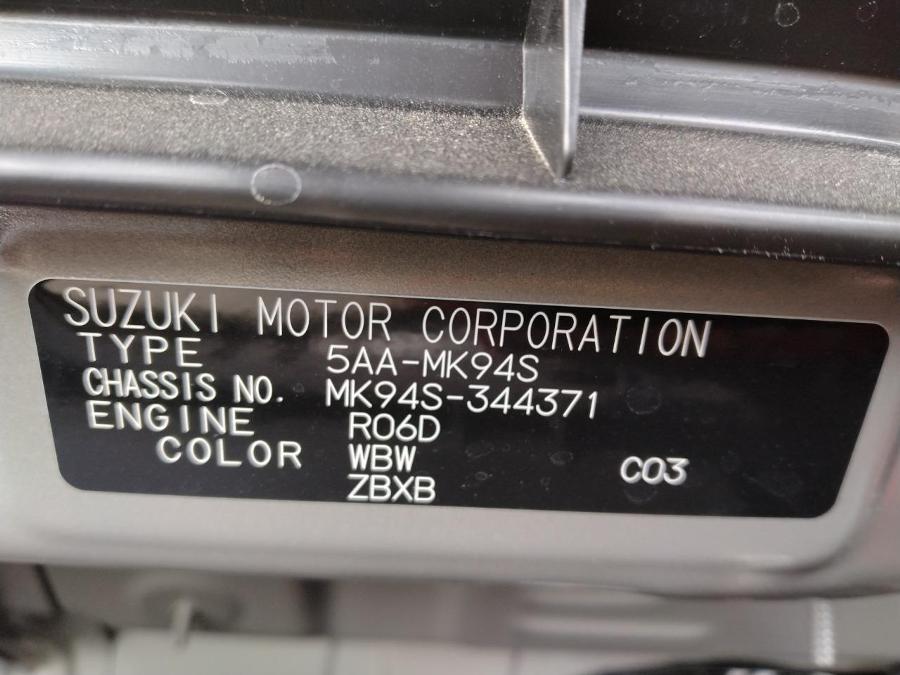 SUZUKI MOTOR CORPORATION
TYPE 5AA-MK94S
CHASSIS NO. MK94S-344371
ENGINE R06D
COLOR WBW C03
ZBXB